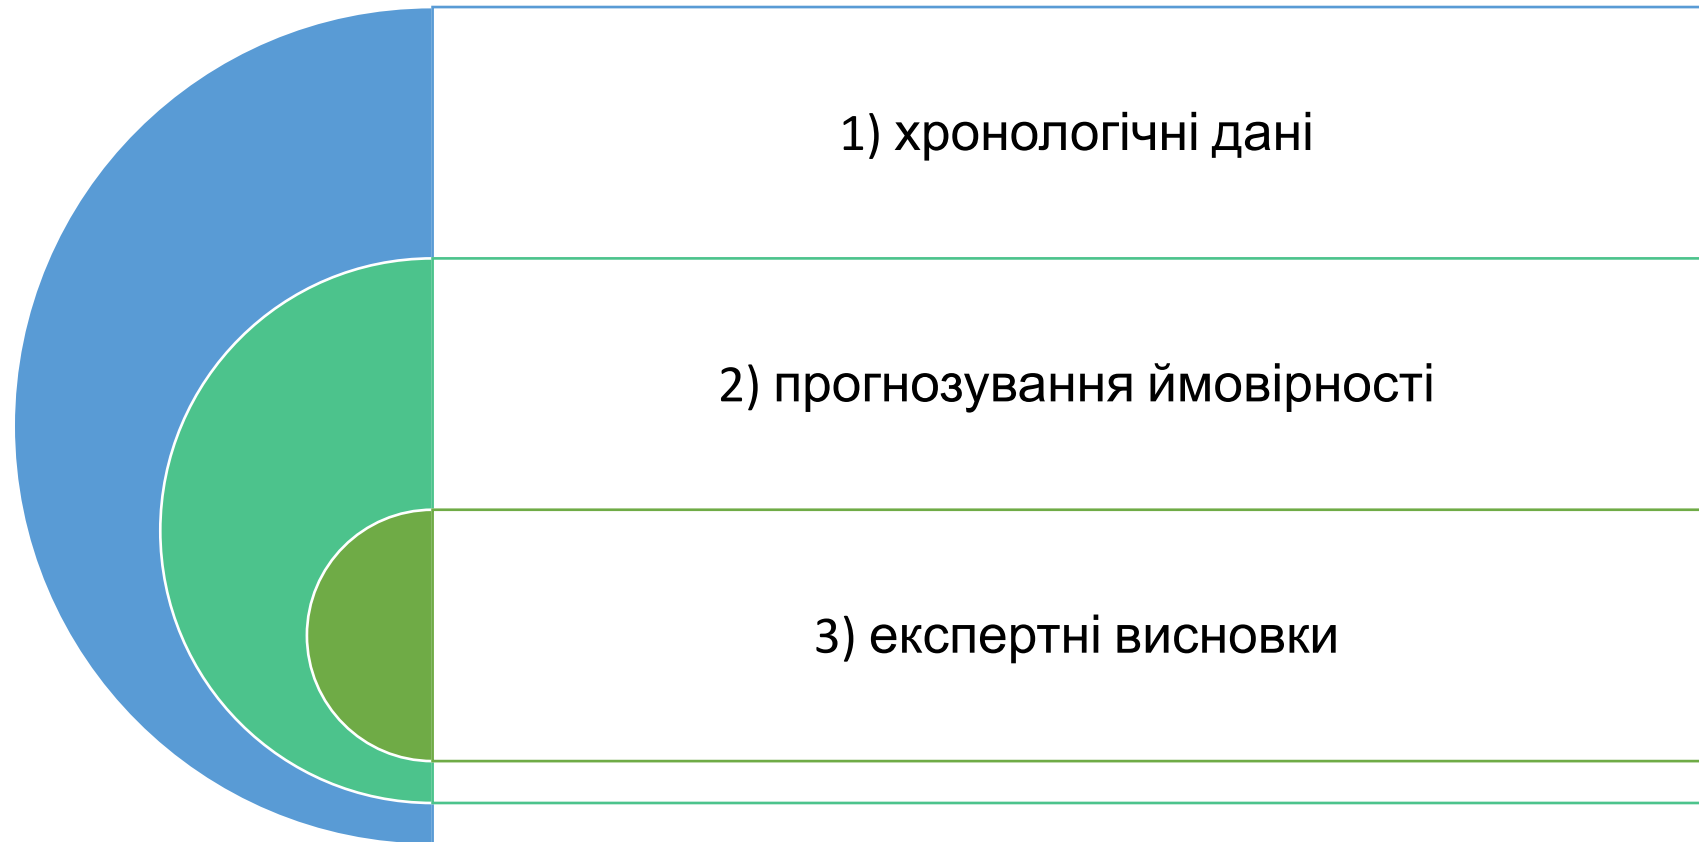 1) хронологічні дані
2) прогнозування ймовірності
3) експертні висновки